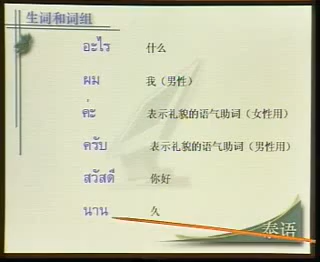 生词和词组
อะไร 什么
ผม 我（男性）
ค่ะ 表示礼貌的语气助词（女性用）
ครับ 表示礼貌的语气助词（男性用）
สวัสดี 你好
นาน 久
泰语